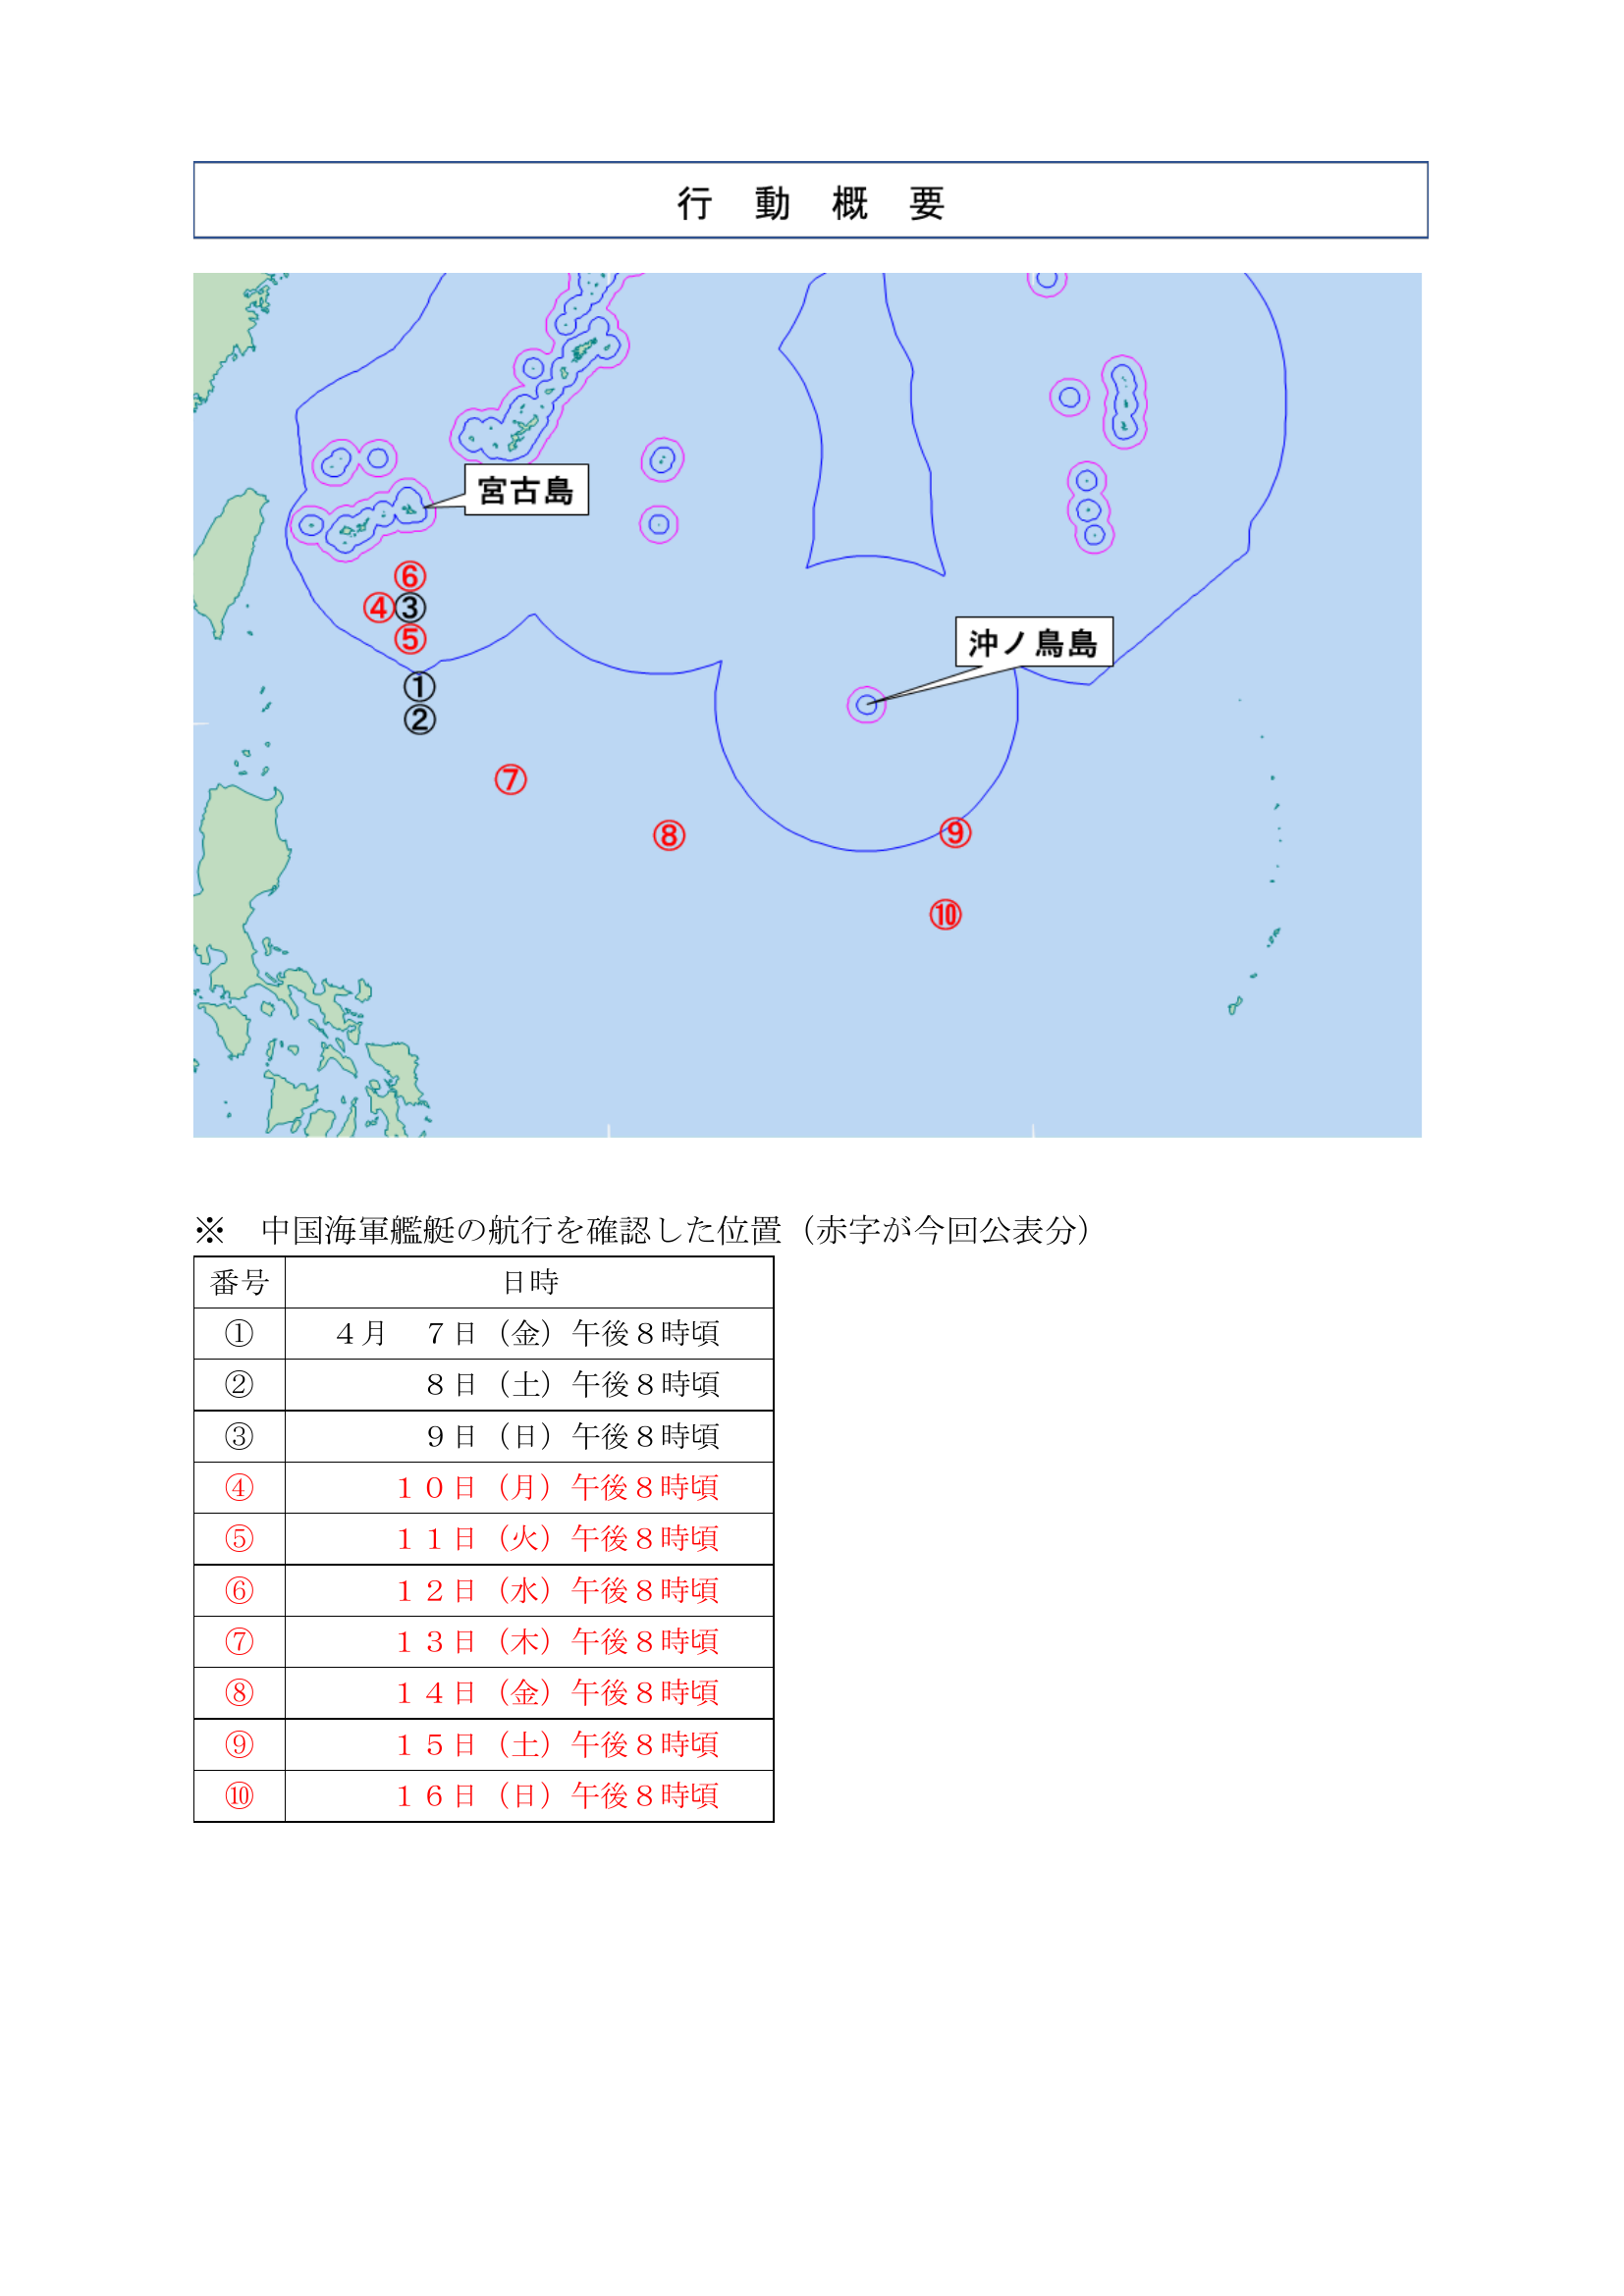 行　動　概　要
宮古島
⑥
④③
⑤
沖ノ鳥島
①
②
⑦
⑧
⑨
⑩
※　中国海軍艦艇の航行を確認した位置（赤字が今回公表分）
番号　日時
①　４月　７日（金）午後８時頃
②　８日（土）午後８時頃
③　９日（日）午後８時頃
④　１０日（月）午後８時頃
⑤　１１日（火）午後８時頃
⑥　１２日（水）午後８時頃
⑦　１３日（木）午後８時頃
⑧　１４日（金）午後８時頃
⑨　１５日（土）午後８時頃
⑩　１６日（日）午後８時頃